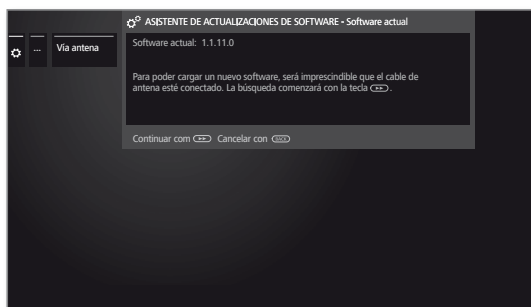 ASISTENTE DE ACTUALIZACIONES DE SOFTWARE - Software actual
... Vía antena
Software actual: 1.1.11.0
Para poder cargar un nuevo software, será imprescindible que el cable de
antena esté conectado. La búsqueda comenzará con la tecla ▶▶.
Continuar com ▶▶ Cancelar con BACK